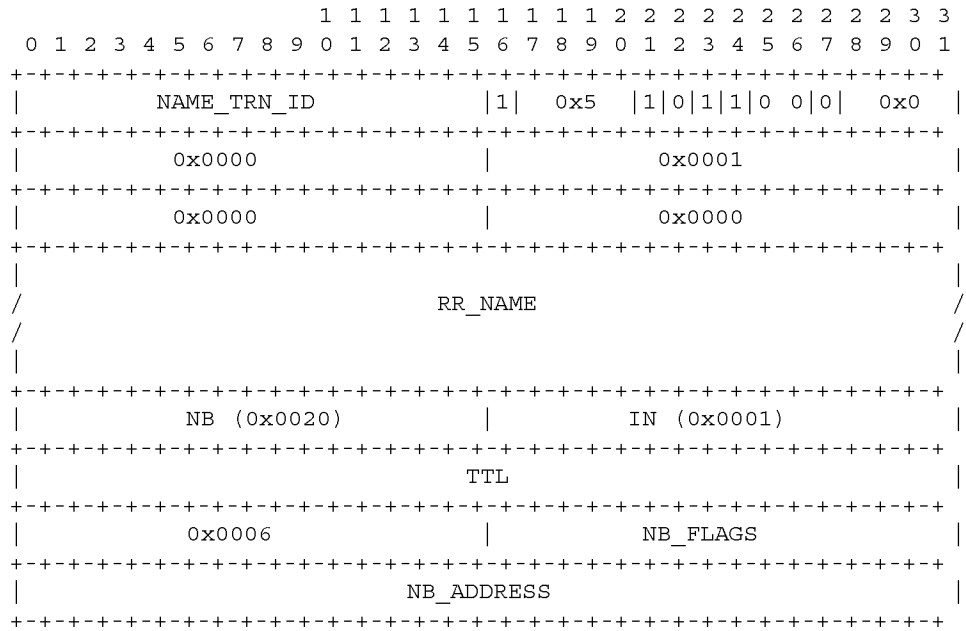 1 1 1 1 1 1 1 1 1 1 2 2 2 2 2 2 2 2 2 2 3 3
 0 1 2 3 4 5 6 7 8 9 0 1 2 3 4 5 6 7 8 9 0 1 2 3 4 5 6 7 8 9 0 1
+-+-+-+-+-+-+-+-+-+-+-+-+-+-+-+-+-+-+-+-+-+-+-+-+-+-+-+-+-+-+-+-+
|         NAME_TRN_ID           |1|  0x5  |1|0|1|1|0 0|0|  0x0  |
+-+-+-+-+-+-+-+-+-+-+-+-+-+-+-+-+-+-+-+-+-+-+-+-+-+-+-+-+-+-+-+-+
|          0x0000               |           0x0001              |
+-+-+-+-+-+-+-+-+-+-+-+-+-+-+-+-+-+-+-+-+-+-+-+-+-+-+-+-+-+-+-+-+
|          0x0000               |           0x0000              |
+-+-+-+-+-+-+-+-+-+-+-+-+-+-+-+-+-+-+-+-+-+-+-+-+-+-+-+-+-+-+-+-+
|                                                               |
/                            RR_NAME                            /
/                                                               /
|                                                               |
+-+-+-+-+-+-+-+-+-+-+-+-+-+-+-+-+-+-+-+-+-+-+-+-+-+-+-+-+-+-+-+-+
|           NB (0x0020)         |         IN (0x0001)           |
+-+-+-+-+-+-+-+-+-+-+-+-+-+-+-+-+-+-+-+-+-+-+-+-+-+-+-+-+-+-+-+-+
|                              TTL                              |
+-+-+-+-+-+-+-+-+-+-+-+-+-+-+-+-+-+-+-+-+-+-+-+-+-+-+-+-+-+-+-+-+
|           0x0006              |          NB_FLAGS             |
+-+-+-+-+-+-+-+-+-+-+-+-+-+-+-+-+-+-+-+-+-+-+-+-+-+-+-+-+-+-+-+-+
|                          NB_ADDRESS                           |
+-+-+-+-+-+-+-+-+-+-+-+-+-+-+-+-+-+-+-+-+-+-+-+-+-+-+-+-+-+-+-+-+